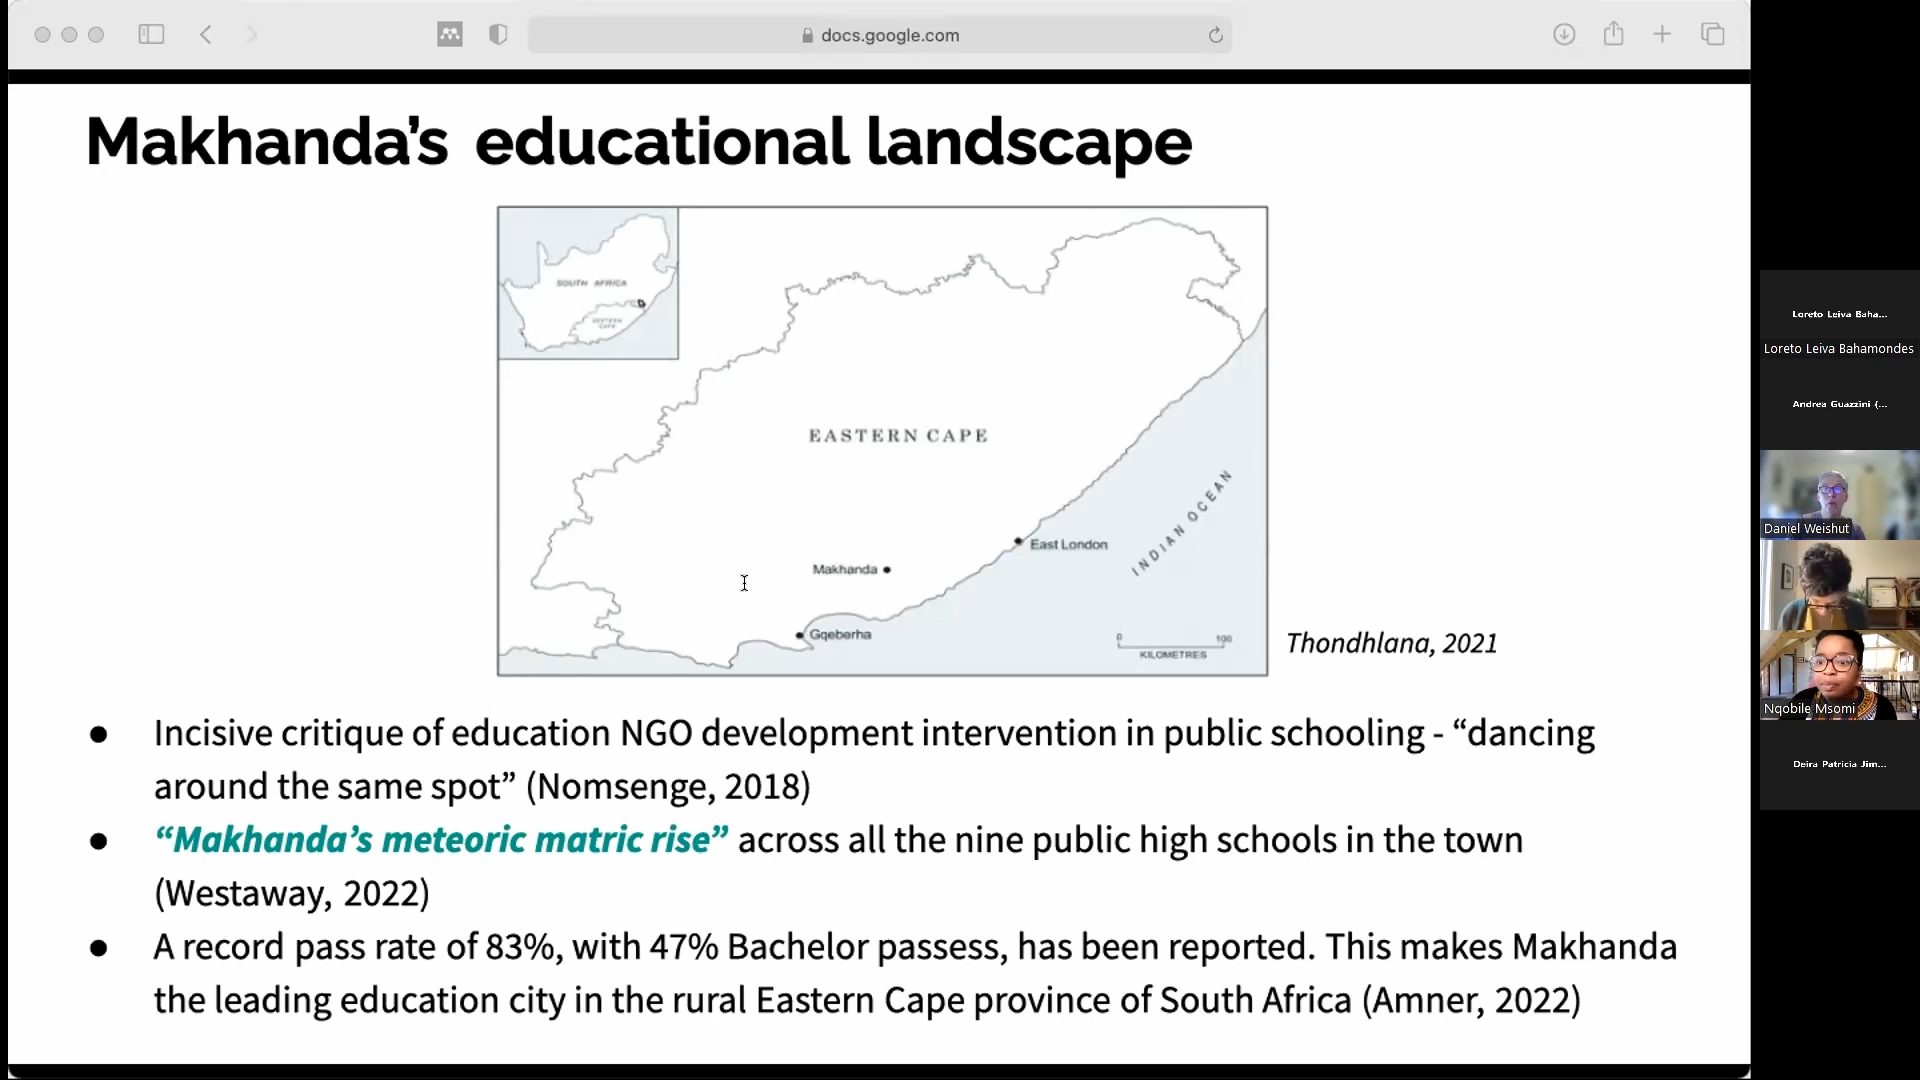 docs.google.com
Makhanda’s educational landscape
SOUTH AFRICA
EASTERN
CAPE
EASTERN CAPE
INDIAN OCEAN
East London
Makhanda
Gqeberha
0 100
KILOMETRES
Thondhlana, 2021
● Incisive critique of education NGO development intervention in public schooling - “dancing
around the same spot” (Nomsenge, 2018)
● “Makhanda’s meteoric matric rise” across all the nine public high schools in the town
(Westaway, 2022)
● A record pass rate of 83%, with 47% Bachelor passess, has been reported. This makes Makhanda
the leading education city in the rural Eastern Cape province of South Africa (Amner, 2022)
Loreto Leiva Baha...
Loreto Leiva Bahamondes
Andrea Guazzini (...
Daniel Weishut
Nqobile Msomi
Deira Patricia Jim...